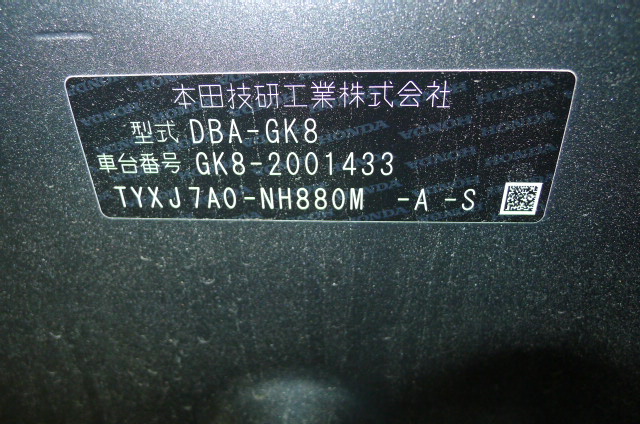 本田技研工業株式会社
型式 DBA-GK8
車台番号 GK8-2001433
TYXJ7A0-NH880M -A -S